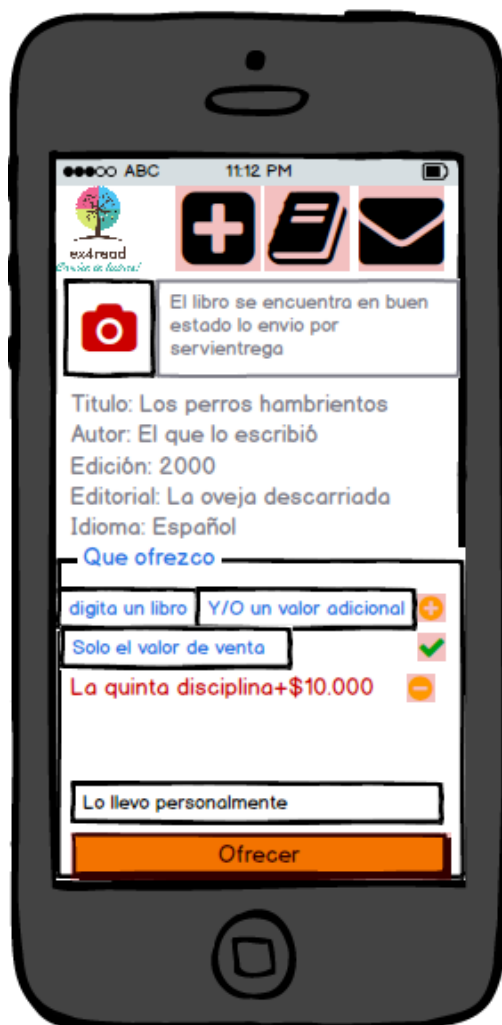 ABC 11:12 PM
ex4read
El libro se encuentra en buen
estado lo envio por
servientrega
Titulo: Los perros hambrientos
Autor: El que lo escribió
Edición: 2000
Editorial: La oveja descarriada
Idioma: Español
Que ofrezco
digita un libro Y/O un valor adicional
Solo el valor de venta
La quinta disciplina+$10.000
Lo llevo personalmente
Ofrecer